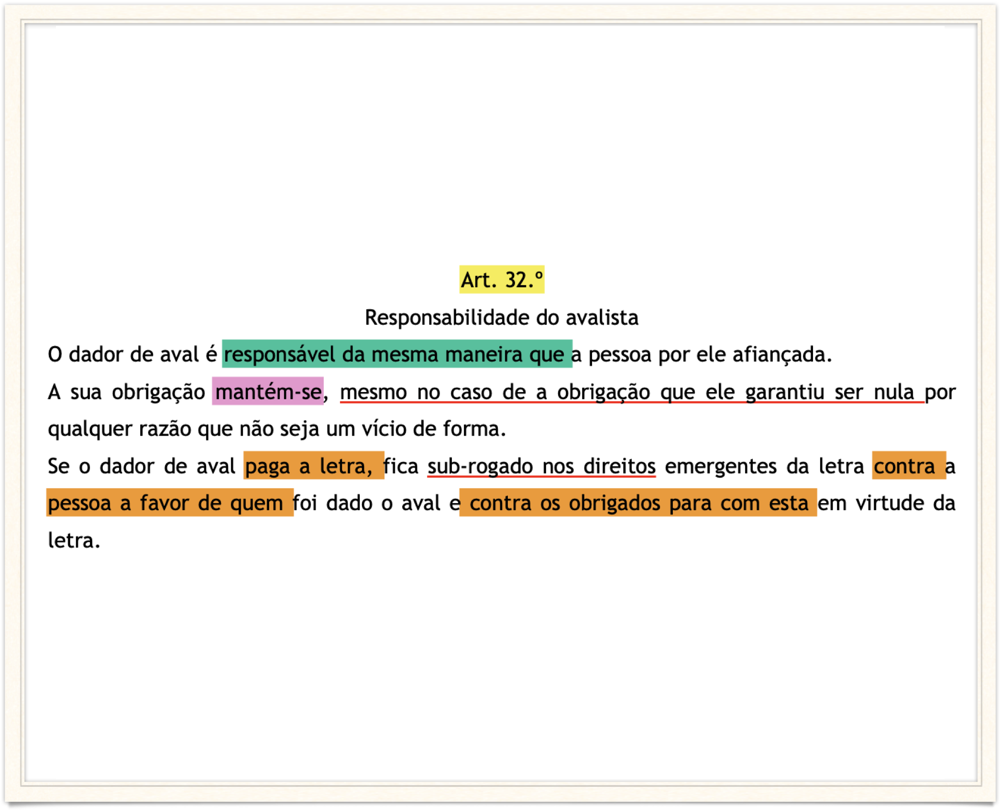 Art. 32.º
Responsabilidade do avalista
O dador de aval é responsável da mesma maneira que a pessoa por ele afiançada.
A sua obrigação mantém-se, mesmo no caso de a obrigação que ele garantiu ser nula por
qualquer razão que não seja um vício de forma.
Se o dador de aval paga a letra, fica sub-rogado nos direitos emergentes da letra contra a
pessoa a favor de quem foi dado o aval e contra os obrigados para com esta em virtude da
letra.